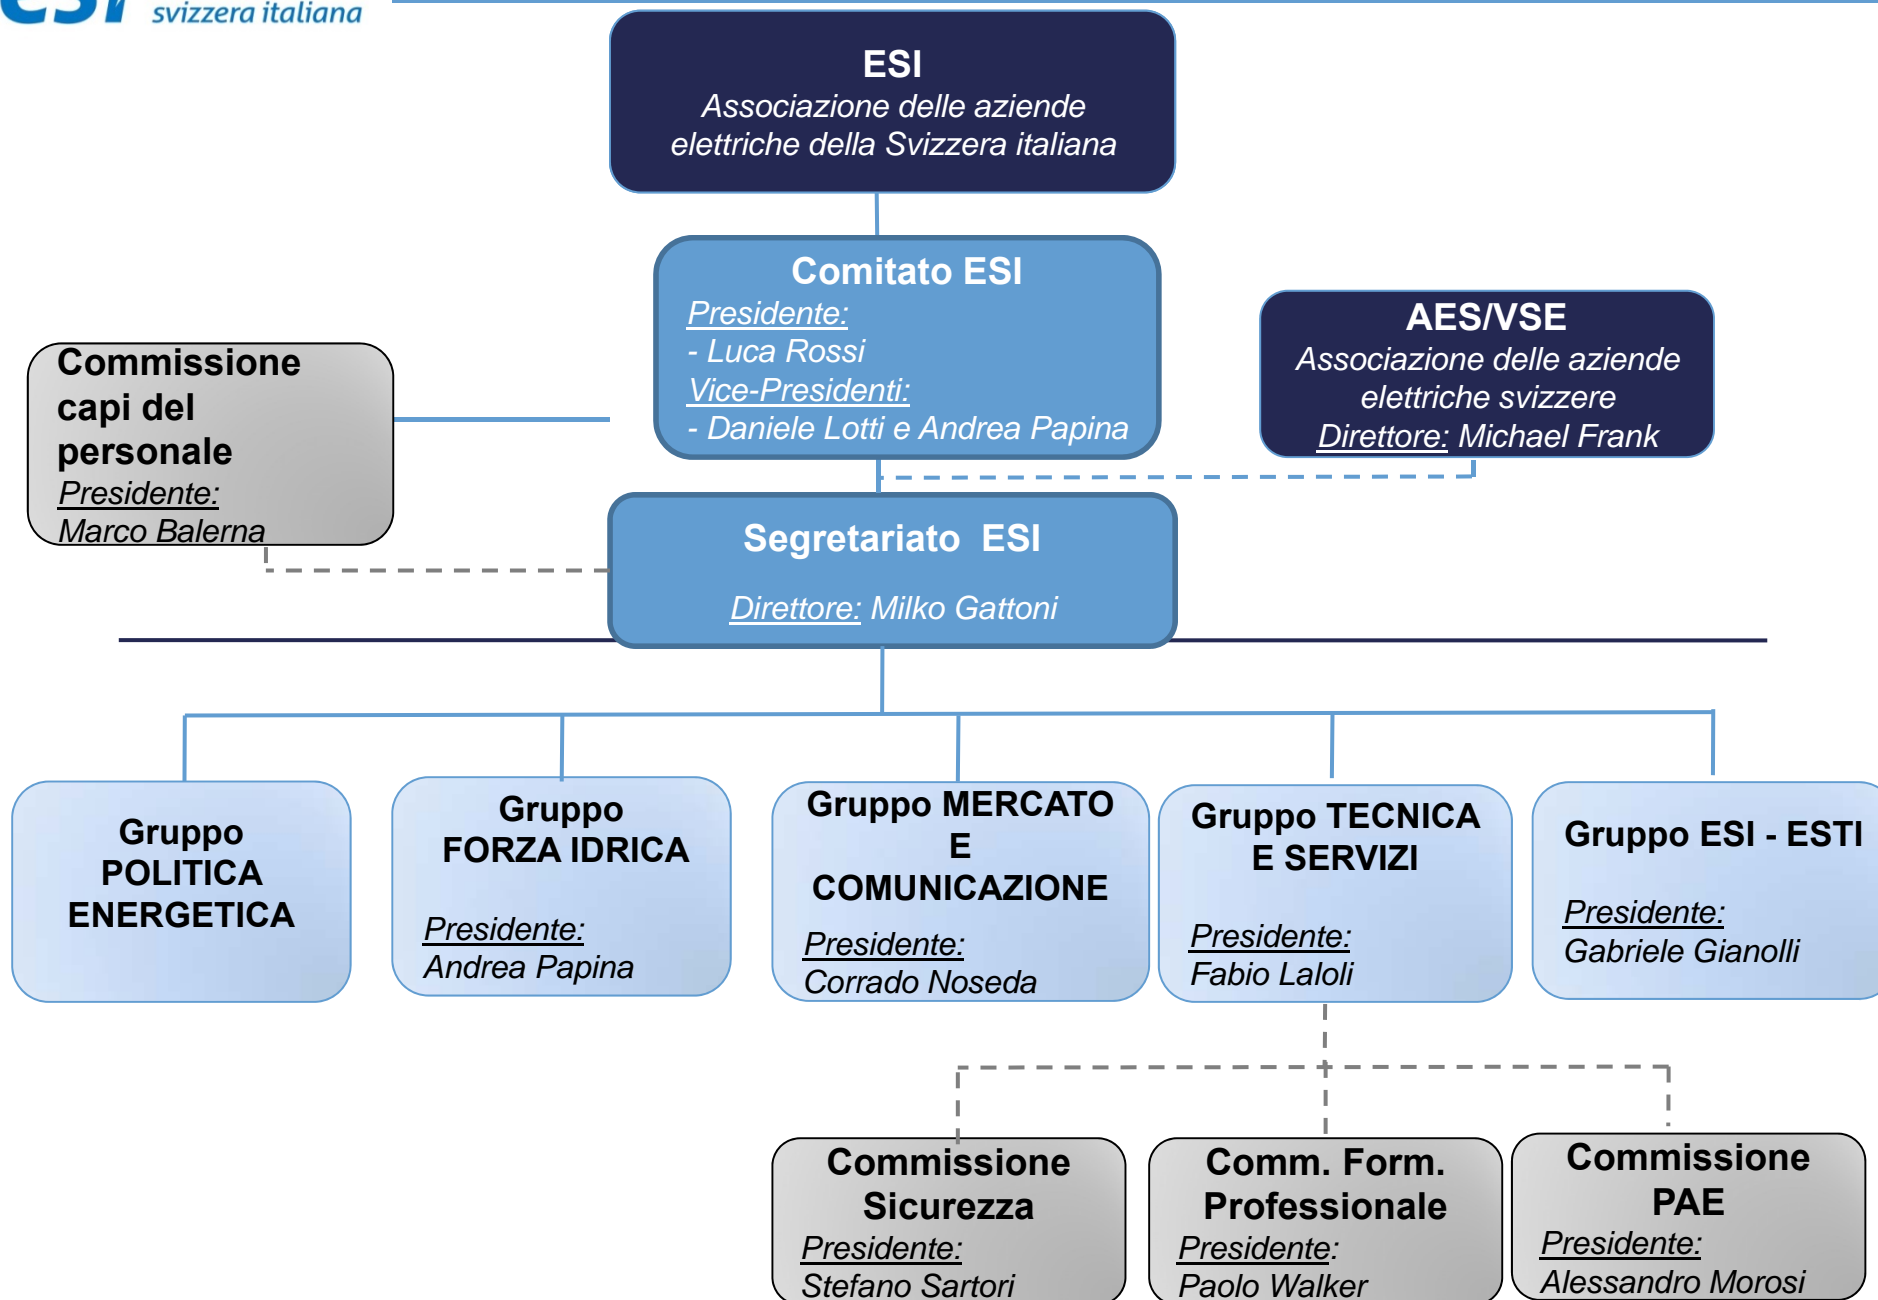 esi
svizzera italiana
ESI
Associazione delle aziende
elettriche della Svizzera italiana
Comitato ESI
Presidente:
- Luca Rossi
Vice-Presidenti:
- Daniele Lotti e Andrea Papina
AES/VSE
Associazione delle aziende
elettriche svizzere
Direttore: Michael Frank
Commissione
capi del
personale
Presidente:
Marco Balerna
Segretariato ESI
Direttore: Milko Gattoni
Gruppo
POLITICA
ENERGETICA
Gruppo
FORZA IDRICA
Presidente:
Andrea Papina
Gruppo MERCATO
E
COMUNICAZIONE
Presidente:
Corrado Noseda
Gruppo TECNICA
E SERVIZI
Presidente:
Fabio Laloli
Gruppo ESI - ESTI
Presidente:
Gabriele Gianolli
Commissione
Sicurezza
Presidente:
Stefano Sartori
Comm. Form.
Professionale
Presidente:
Paolo Walker
Commissione
PAE
Presidente:
Alessandro Morosi